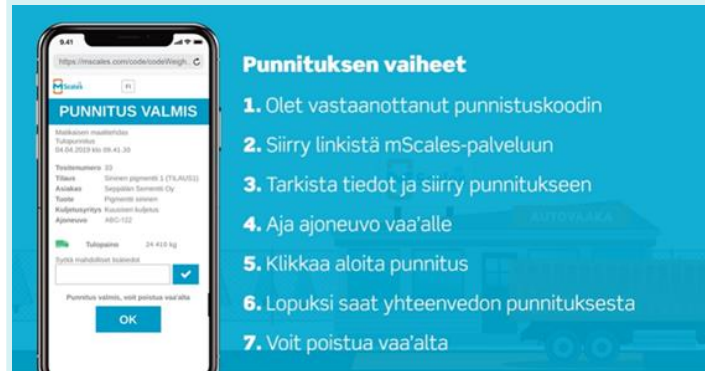 9.41
https://mscales.com/code/codeWeigh..
MScales
FI
PUNNITUS VALMIS
Matikaisen maatiehdas
Tulopunnitus
04.04.2019 klo 09.41.33
Tositenumero 33
Tilaus Sininen pigmentti 1 (TILAUS1)
Asiakas Seppälän Sementti Oy
Tuote Pigmentti sininen
Kuljetusyritys Kuusisen kuljetus
Ajoneuvo ABC-122
Tulopaino 24 410 kg
Syötä mahdolliset lisätiedot
Punnitus valmis, voit poistua vaa'alta
OK
Punnituksen vaiheet
1. Olet vastaanottanut punnistuskoodin
2. Siirry linkistä mScales-palveluun
3. Tarkista tiedot ja siirry punnitukseen
4. Aja ajoneuvo vaa'alle
5. Klikkaa aloita punnitus
6. Lopuksi saat yhteenvedon punnituksesta
7. Voit poistua vaa'alta
AUTOVAAKA